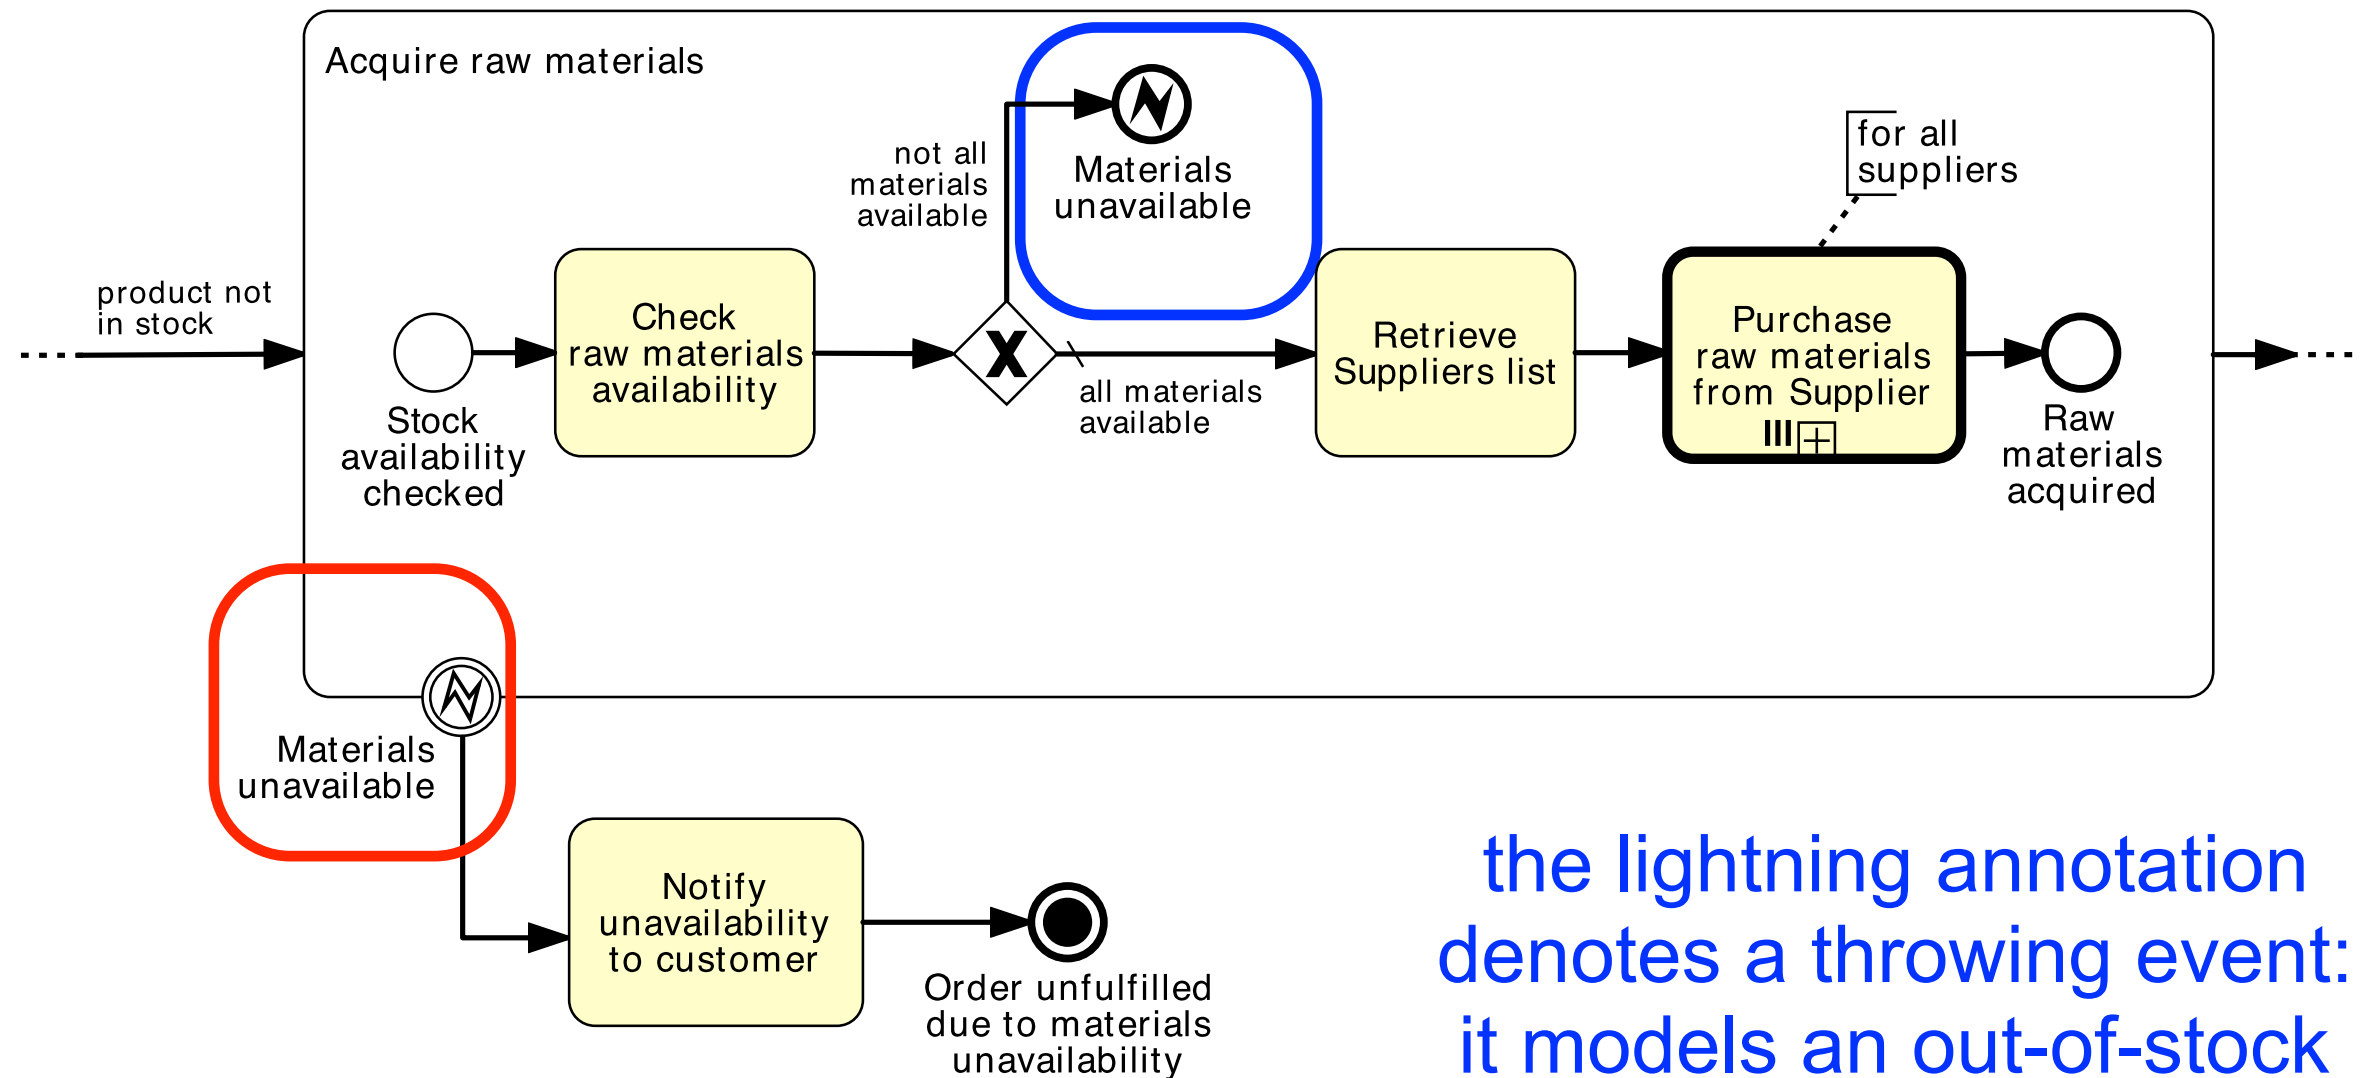 Acquire raw materials
not all
materials
available
Materials
unavailable
for all
suppliers
product not
in stock
Stock
availability
checked
Check
raw materials
availability
X
all materials
available
Retrieve
Suppliers list
Purchase
raw materials
from Supplier
Raw
materials
acquired
Materials
unavailable
Notify
unavailability
to customer
Order unfulfilled
due to materials
unavailability
the lightning annotation
denotes a throwing event:
it models an out-of-stock